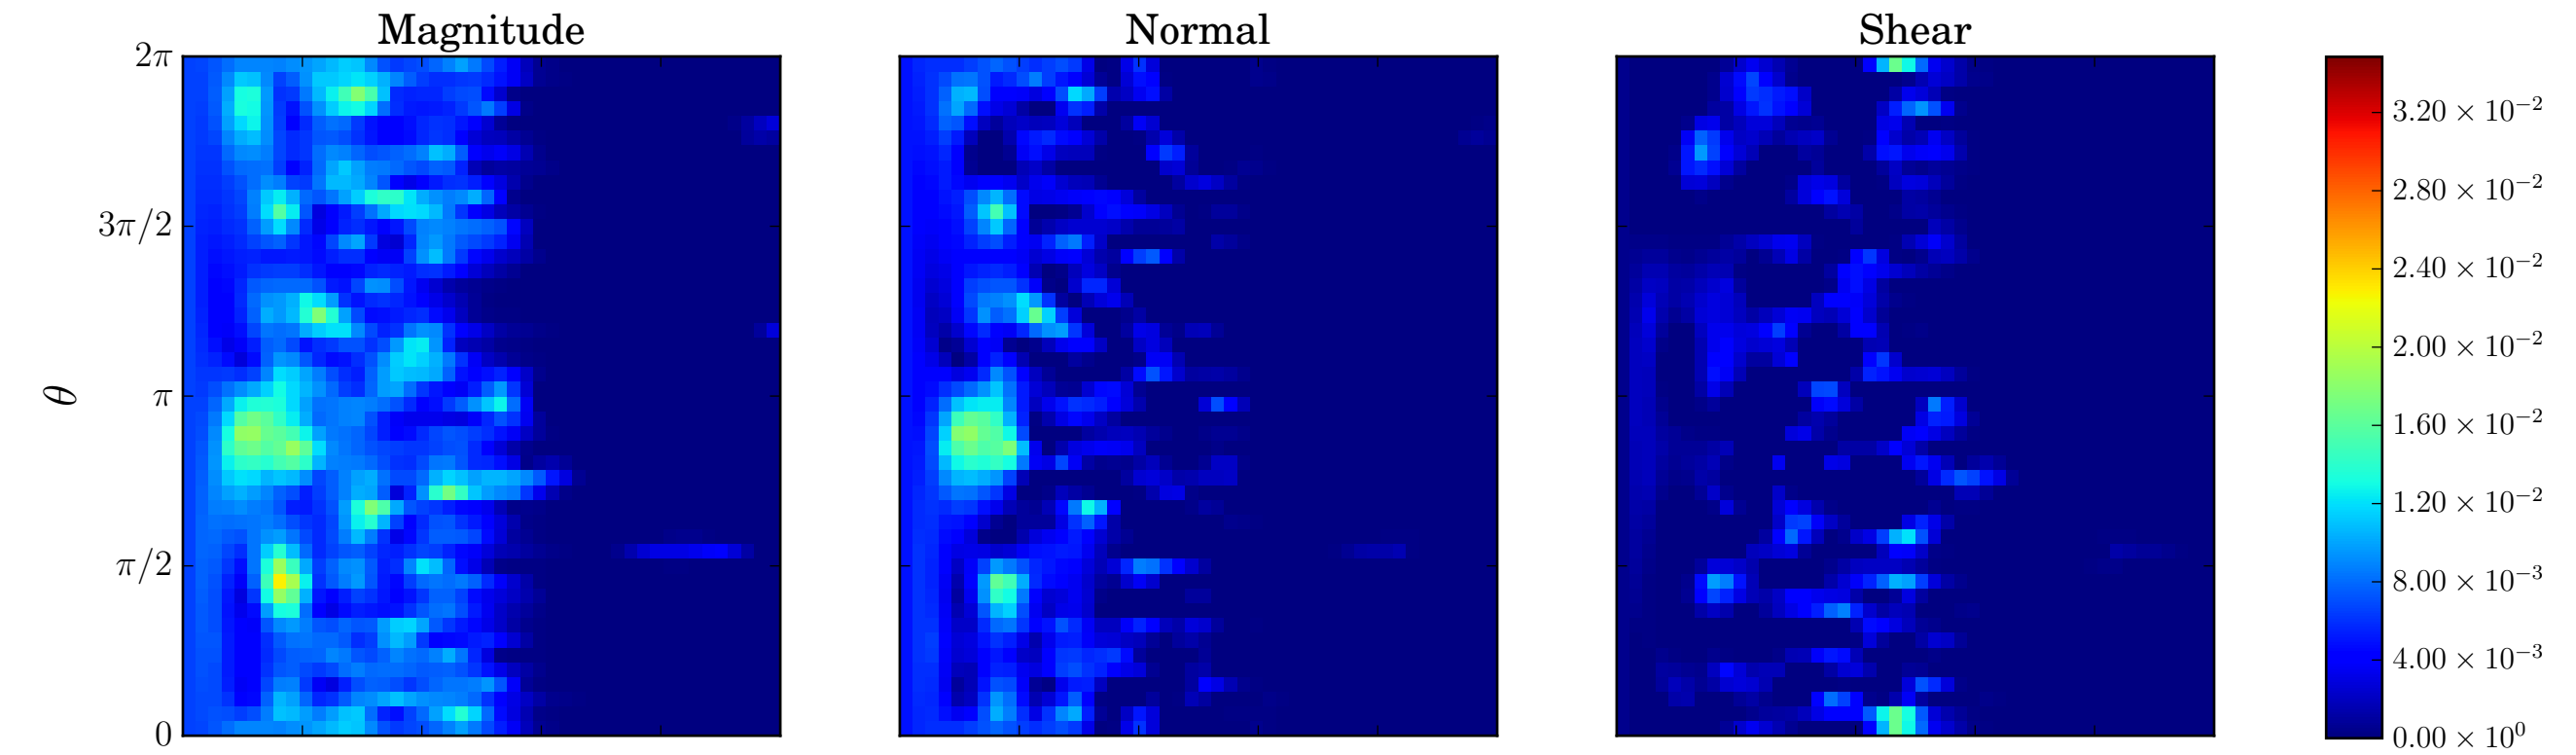 Magnitude
Normal
Shear
2π
3π/2
π
π/2
0
θ
3.20 × 10⁻²
2.80 × 10⁻²
2.40 × 10⁻²
2.00 × 10⁻²
1.60 × 10⁻²
1.20 × 10⁻²
8.00 × 10⁻³
4.00 × 10⁻³
0.00 × 10⁰